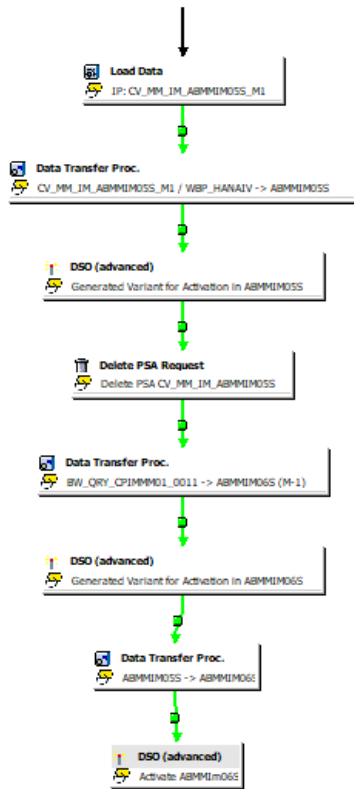 Load Data
IP: CV_MM_IM_ABMMIM05S_M1
Data Transfer Proc.
CV_MM_IM_ABMMIM05S_M1 / WBP_HANAIV -> ABMMIM05S
DSO (advanced)
Generated Variant for Activation in ABMMIM05S
Delete PSA Request
Delete PSA CV_MM_IM_ABMMIM05S
Data Transfer Proc.
BW_QRY_CPIMMM01_0011 -> ABMMIM06S (M-1)
DSO (advanced)
Generated Variant for Activation in ABMMIM06S
Data Transfer Proc.
ABMMIM05S -> ABMMIM06S
DSO (advanced)
Activate ABMMIm06S